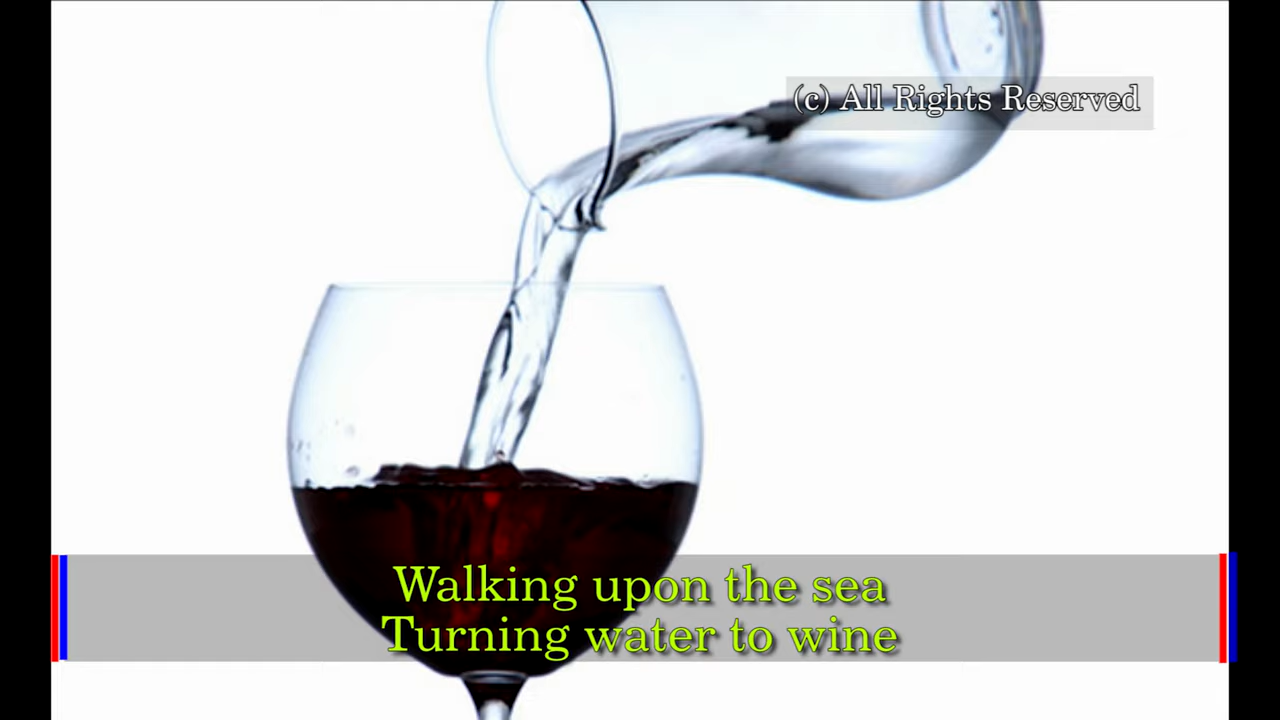 (c) All Rights Reserved
Walking upon the sea
Turning water to wine